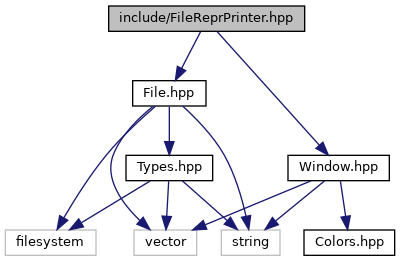 include/FileReprPrinter.hpp
File.hpp
Types.hpp
Window.hpp
filesystem
vector
string
Colors.hpp